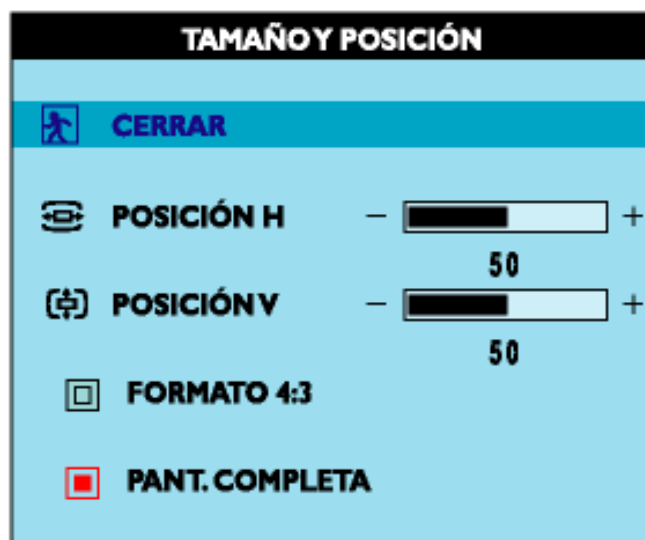 TAMAÑO Y POSICIÓN
CERRAR
POSICIÓN H − +
50
POSICIÓN V − +
50
FORMATO 4:3
PANT. COMPLETA